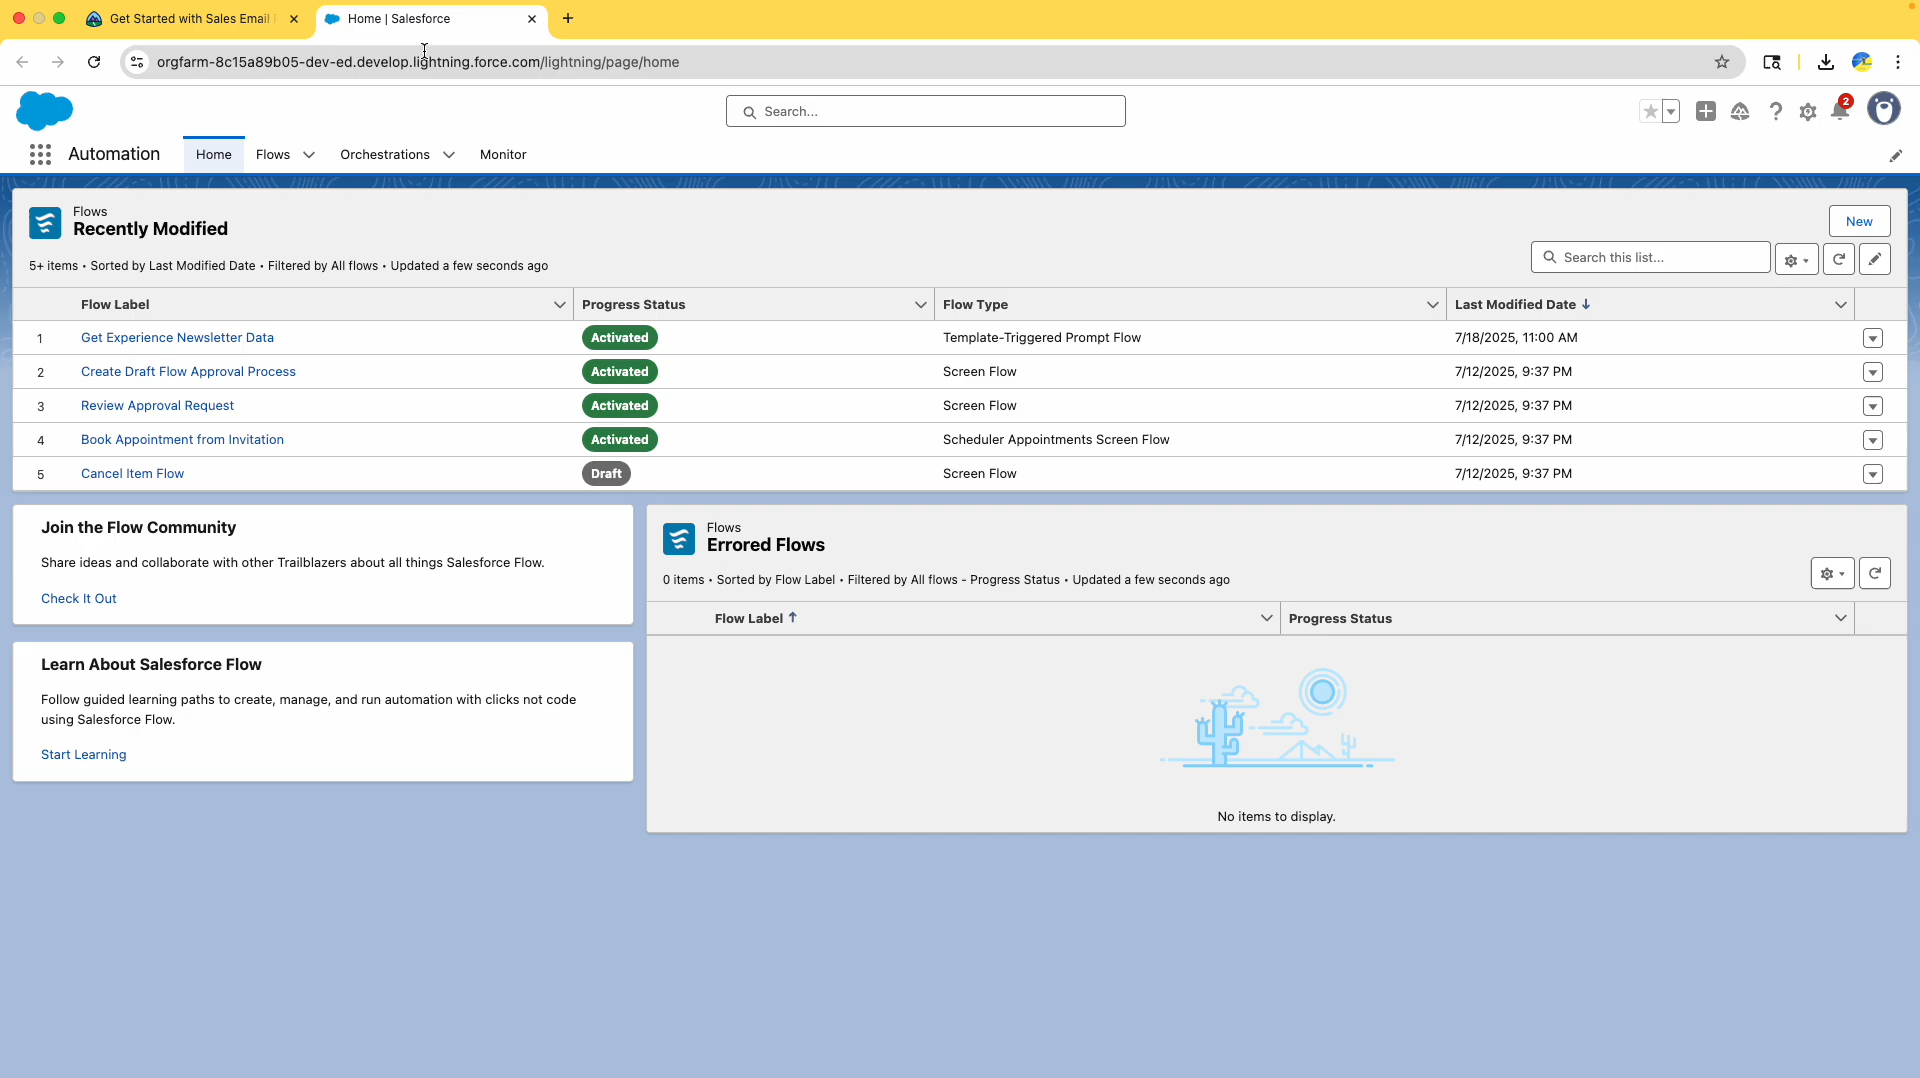 Get Started with Sales Email
Home | Salesforce
orgfarm-8c15a89b05-dev-ed.develop.lightning.force.com/lightning/page/home
Search...
2
Automation
Home
Flows
Orchestrations
Monitor
Flows
Recently Modified
New
5+ items • Sorted by Last Modified Date • Filtered by All flows • Updated a few seconds ago
Search this list...
Flow Label
Progress Status
Flow Type
Last Modified Date
1 Get Experience Newsletter Data Activated Template-Triggered Prompt Flow 7/18/2025, 11:00 AM
2 Create Draft Flow Approval Process Activated Screen Flow 7/12/2025, 9:37 PM
3 Review Approval Request Activated Screen Flow 7/12/2025, 9:37 PM
4 Book Appointment from Invitation Activated Scheduler Appointments Screen Flow 7/12/2025, 9:37 PM
5 Cancel Item Flow Draft Screen Flow 7/12/2025, 9:37 PM
Join the Flow Community
Share ideas and collaborate with other Trailblazers about all things Salesforce Flow.
Check It Out
Learn About Salesforce Flow
Follow guided learning paths to create, manage, and run automation with clicks not code
using Salesforce Flow.
Start Learning
Flows
Errored Flows
0 items • Sorted by Flow Label • Filtered by All flows - Progress Status • Updated a few seconds ago
Flow Label
Progress Status
No items to display.